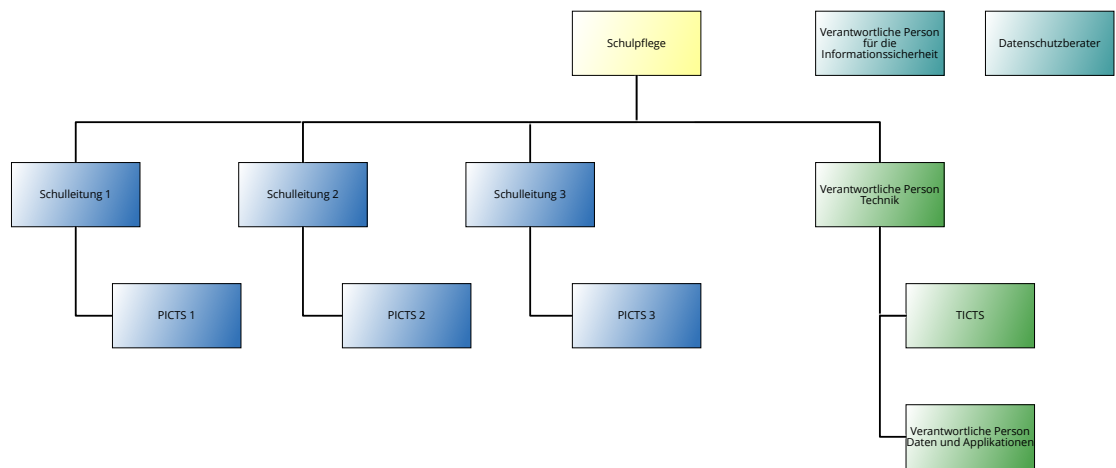 Schulpflege
Verantwortliche Person
für die
Informationssicherheit
Datenschutzberater
Schulleitung 1
Schulleitung 2
Schulleitung 3
Verantwortliche Person
Technik
PICTS 1
PICTS 2
PICTS 3
TICTS
Verantwortliche Person
Daten und Applikationen